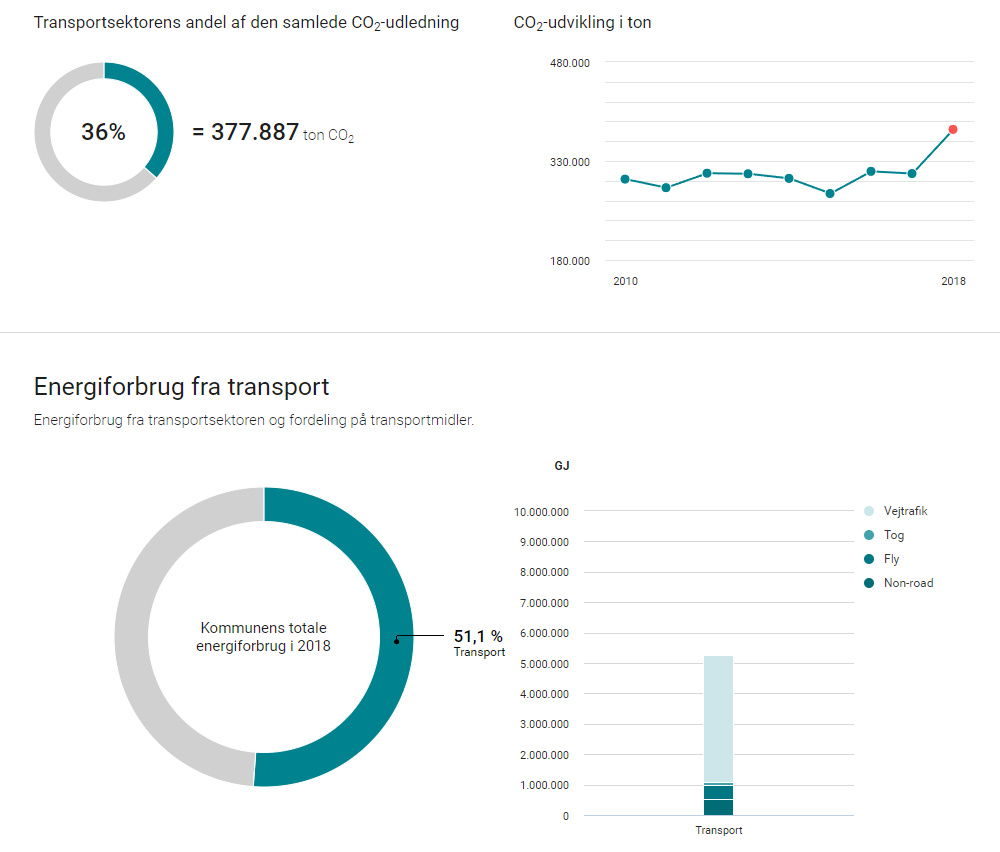 Transportsektorens andel af den samlede CO₂-udledning
36%
= 377.887 ton CO₂
CO₂-udvikling i ton
480.000
330.000
180.000
2010
2018
Energiforbrug fra transport
Energiforbrug fra transportsektoren og fordeling på transportmidler.
Kommunens totale
energiforbrug i 2018
51,1 %
Transport
GJ
10.000.000
9.000.000
8.000.000
7.000.000
6.000.000
5.000.000
4.000.000
3.000.000
2.000.000
1.000.000
0
Transport
Vejtrafik
Tog
Fly
Non-road